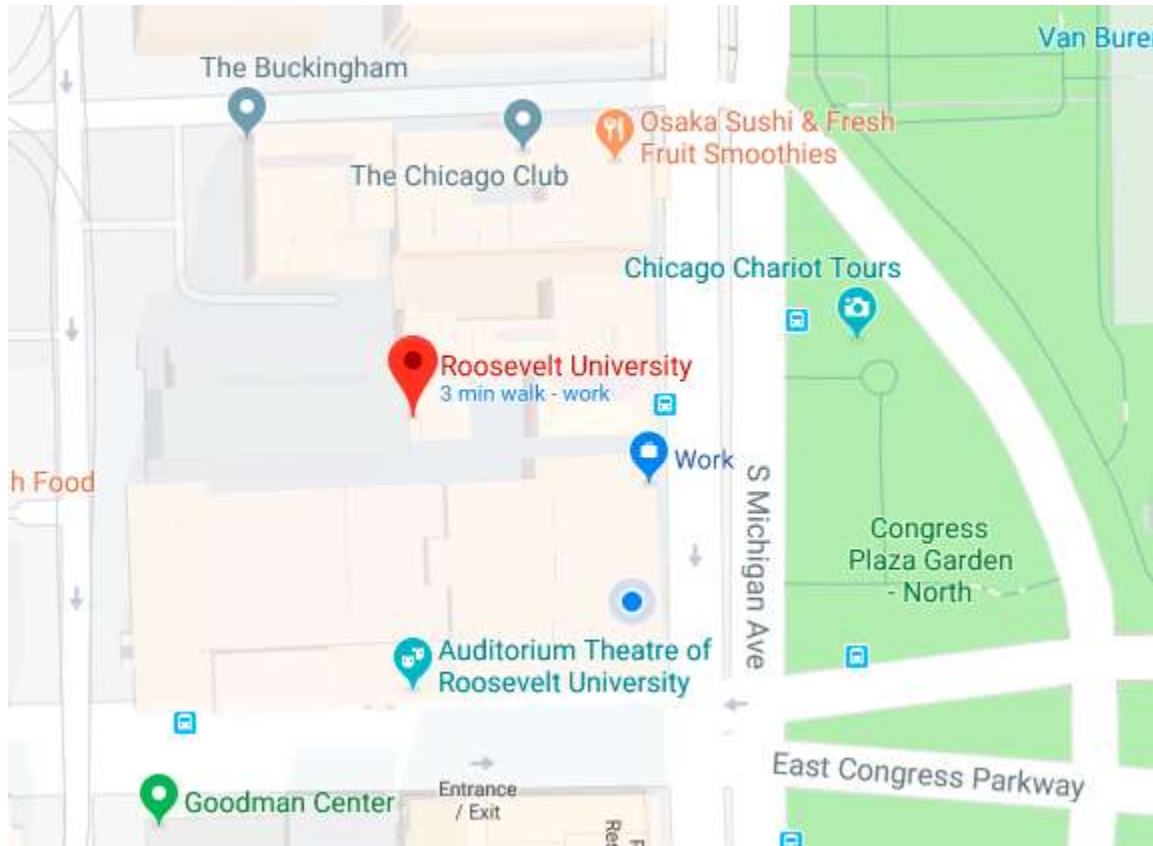 Van Bure
The Buckingham
Osaka Sushi & Fresh
Fruit Smoothies
The Chicago Club
Chicago Chariot Tours
Roosevelt University
3 min walk - work
Work
h Food
S Michigan Ave
Congress
Plaza Garden
- North
Auditorium Theatre of
Roosevelt University
East Congress Parkway
Entrance
/ Exit
Goodman Center
Res